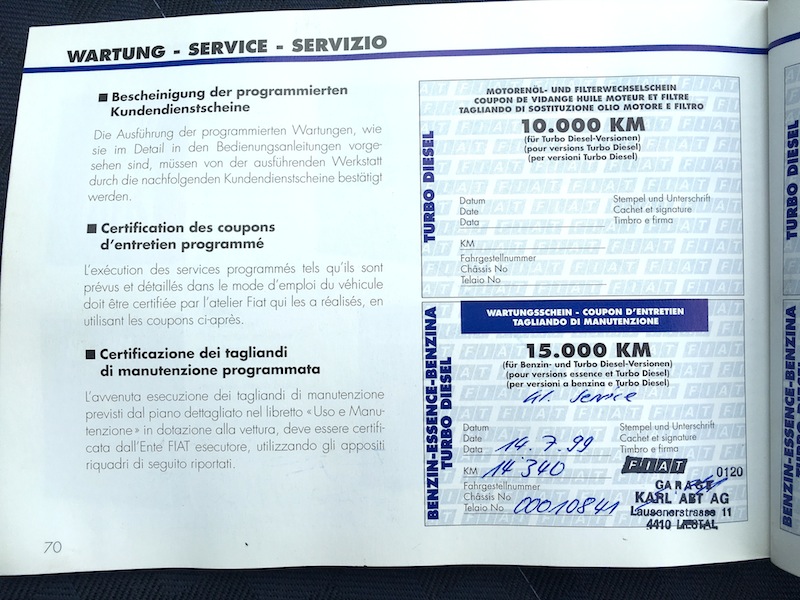 WARTUNG - SERVICE - SERVIZIO
■ Bescheinigung der programmierten
Kundendienstscheine
Die Ausführung der programmierten Wartungen, wie
sie im Detail in den Bedienungsanleitungen vorge-
sehen sind, müssen von der ausführenden Werkstatt
durch die nachfolgenden Kundendienstscheine bestätigt
werden.
■ Certification des coupons
d'entretien programmé
L'exécution des services programmés tels qu'ils sont
prévus et détaillés dans le mode d'emploi du véhicule
doit être certifiée par l'atelier Fiat qui les a réalisés, en
utilisant les coupons ci-après.
■ Certificazione dei tagliandi
di manutenzione programmata
L'avvenuta esecuzione dei tagliandi di manutenzione
previsti dal piano dettagliato nel libretto «Uso e Manu-
tenzione» in dotazione alla vettura, deve essere certifi-
cata dall'Ente FIAT esecutore, utilizzando gli appositi
riquadri di seguito riportati.
70
TURBO DIESEL
MOTORENÖL- UND FILTERWECHSELSCHEIN
COUPON DE VIDANGE HUILE MOTEUR ET FILTRE
TAGLIANDO DI SOSTITUZIONE OLIO MOTORE E FILTRO
10.000 KM
(für Turbo Diesel-Versionen)
(pour versions Turbo Diesel)
(per versioni Turbo Diesel)
Datum
Date
Data
Stempel und Unterschrift
Cachet et signature
Timbro e firma
KM
Fahrgestellnummer
Châssis No
Telaio No
BENZIN-ESSENCE-BENZINA
TURBO DIESEL
WARTUNGSSCHEIN - COUPON D'ENTRETIEN
TAGLIANDO DI MANUTENZIONE
15.000 KM
(für Benzin- und Turbo Diesel-Versionen)
(pour versions essence et Turbo Diesel)
(per versioni a benzina e Turbo Diesel)
Service
Datum
Date
Data 14.7.99
Stempel und Unterschrift
Cachet et signature
Timbro e firma
KM 14'340
Fahrgestellnummer
Châssis No
Telaio No 00010841
FIAT 0120
GARAGE
KARL ABT AG
Lausenerstrasse 11
4410 LIESTAL
TURBO DIESEL
BENZIN-ESSENCE-BENZINA